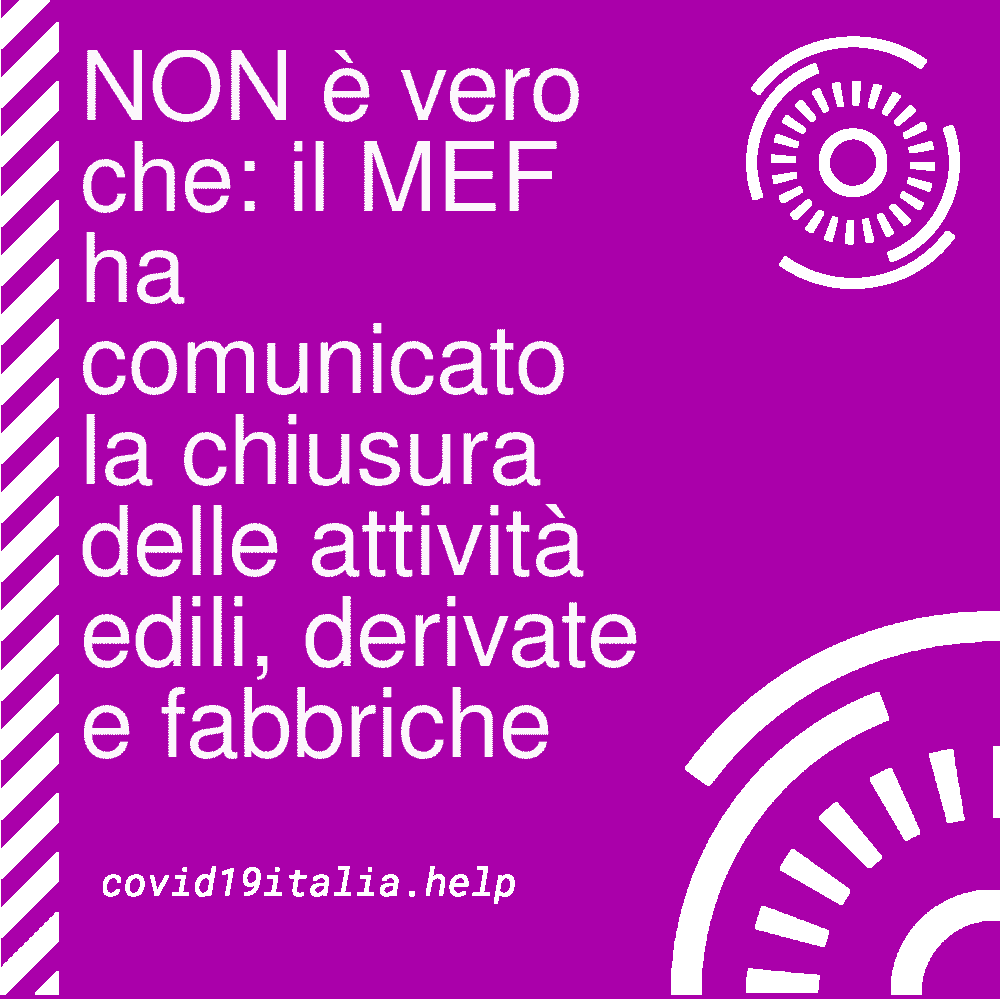 NON è vero
che: il MEF
ha
comunicato
la chiusura
delle attività
edili, derivate
e fabbriche
covid19italia.help